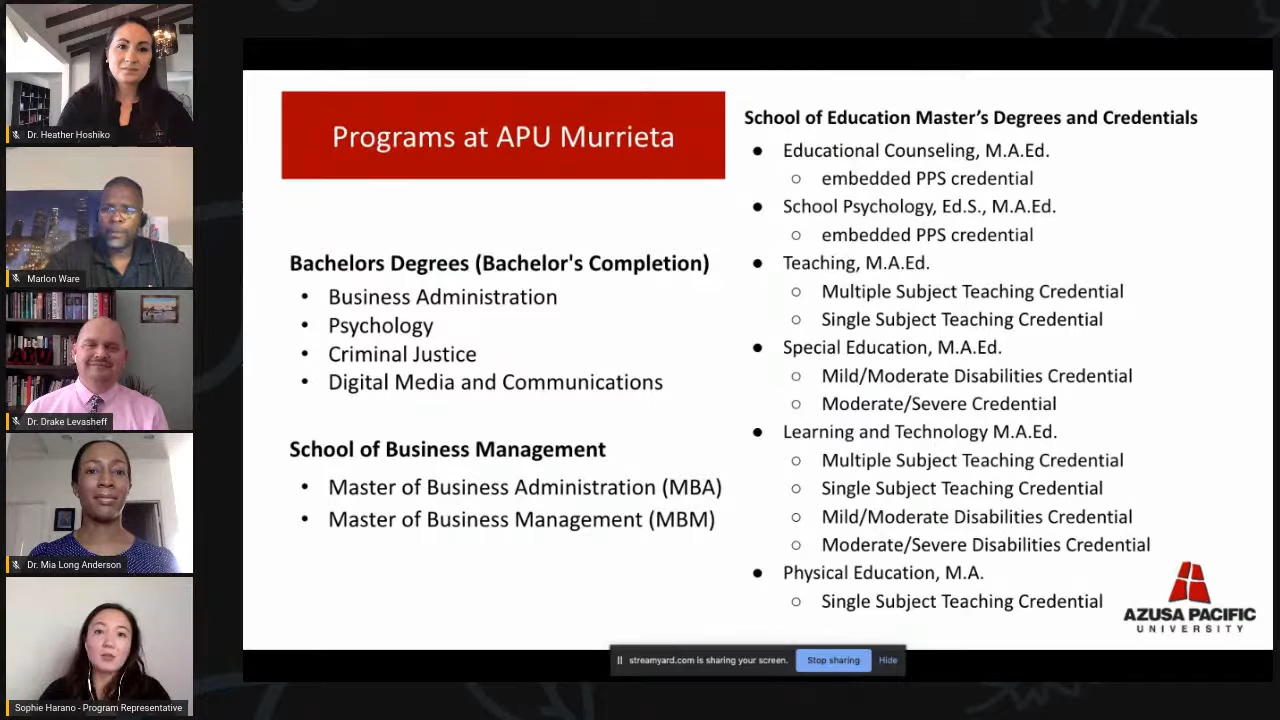 Dr. Heather Hoshiko
Marlon Ware
Dr. Drake Levasheff
Dr. Mia Long Anderson
Sophie Harano - Program Representative
Programs at APU Murrieta
Bachelors Degrees (Bachelor's Completion)
• Business Administration
• Psychology
• Criminal Justice
• Digital Media and Communications
School of Business Management
• Master of Business Administration (MBA)
• Master of Business Management (MBM)
School of Education Master's Degrees and Credentials
● Educational Counseling, M.A.Ed.
○ embedded PPS credential
● School Psychology, Ed.S., M.A.Ed.
○ embedded PPS credential
● Teaching, M.A.Ed.
○ Multiple Subject Teaching Credential
○ Single Subject Teaching Credential
● Special Education, M.A.Ed.
○ Mild/Moderate Disabilities Credential
○ Moderate/Severe Credential
● Learning and Technology M.A.Ed.
○ Multiple Subject Teaching Credential
○ Single Subject Teaching Credential
○ Mild/Moderate Disabilities Credential
○ Moderate/Severe Disabilities Credential
● Physical Education, M.A.
○ Single Subject Teaching Credential
AZUSA PACIFIC
UNIVERSITY
streamyard.com is sharing your screen. Stop sharing Hide